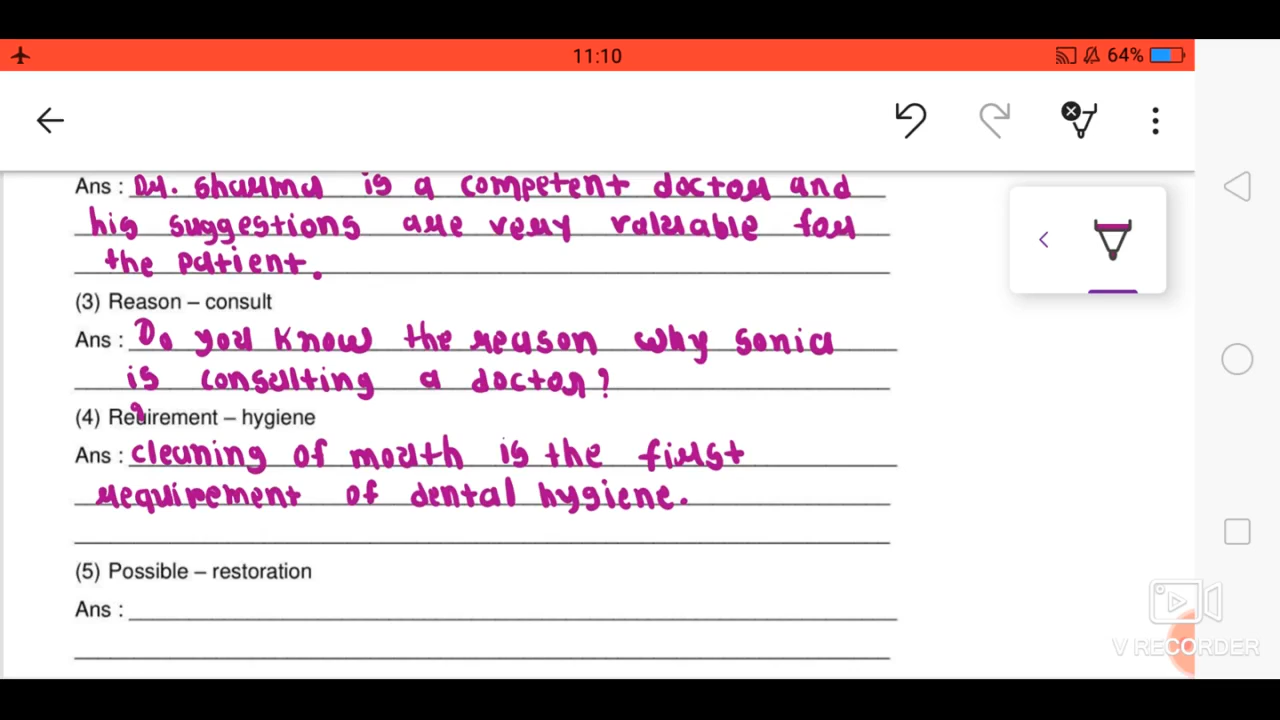 11:10
64%
Ans : Dr. Sharma is a competent doctor and
his suggestions are very valuable for
the patient.
(3) Reason – consult
Ans : Do you know the reason why Sonia
is consulting a doctor?
(4) Requirement – hygiene
Ans : cleaning of mouth is the first
requirement of dental hygiene.
(5) Possible – restoration
Ans :
V RECORDER